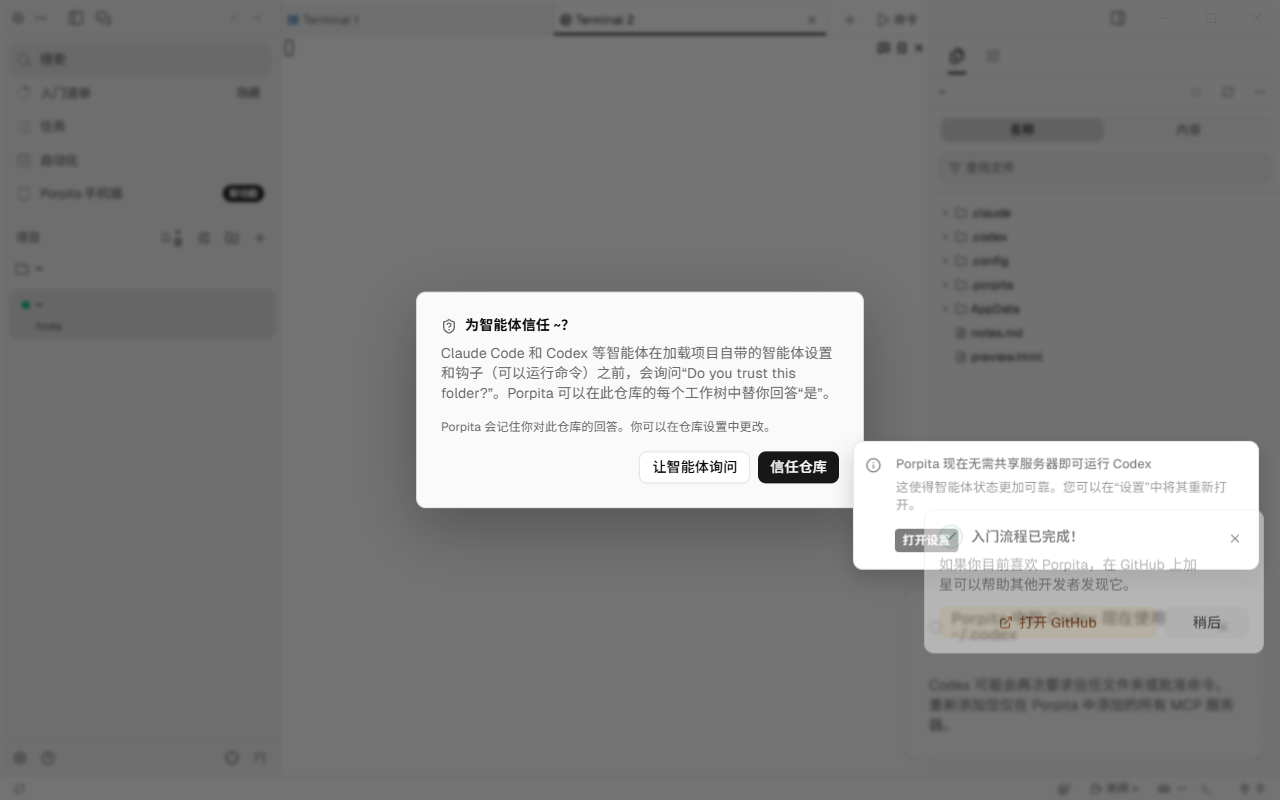 Terminal 1
Terminal 2
命令
搜索
入门清单
隐藏
任务
自动化
Porpita 手机端
项目
名称
内容
查找文件
.claude
.codex
.config
.porpita
AppData
notes.md
preview.html
为智能体信任 ~?
Claude Code 和 Codex 等智能体在加载项目自带的智能体设置
和钩子（可以运行命令）之前，会询问“Do you trust this
folder?”。Porpita 可以在此仓库的每个工作树中替你回答“是”。
Porpita 会记住你对此仓库的回答。你可以在仓库设置中更改。
让智能体询问
信任仓库
Porpita 现在无需共享服务器即可运行 Codex
这使得智能体状态更加可靠。您可以在“设置”中将其重新打
开。
打开设置
入门流程已完成！
如果你目前喜欢 Porpita，在 GitHub 上加
星可以帮助其他开发者发现它。
打开 GitHub
稍后
~/.codex
Codex 可能会再次要求信任文件夹或批准命令。
重新添加您仅在 Porpita 中添加的所有 MCP 服务
器。